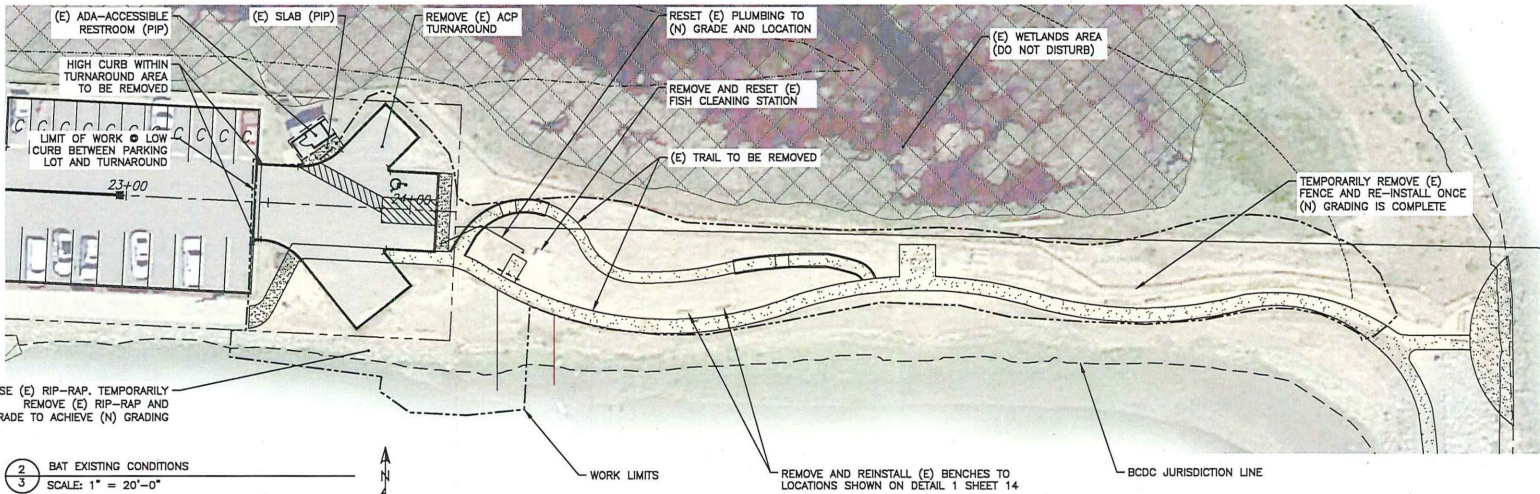 (E) ADA-ACCESSIBLE
RESTROOM (PIP)
(E) SLAB (PIP)
REMOVE (E) ACP
TURNAROUND
RESET (E) PLUMBING TO
(N) GRADE AND LOCATION
(E) WETLANDS AREA
(DO NOT DISTURB)
HIGH CURB WITHIN
TURNAROUND AREA
TO BE REMOVED
REMOVE AND RESET (E)
FISH CLEANING STATION
LIMIT OF WORK @ LOW
CURB BETWEEN PARKING
LOT AND TURNAROUND
C C C C C C C C
(E) TRAIL TO BE REMOVED
23+00
24+00
TEMPORARILY REMOVE (E)
FENCE AND RE-INSTALL ONCE
(N) GRADING IS COMPLETE
SE (E) RIP-RAP. TEMPORARILY
REMOVE (E) RIP-RAP AND
RADE TO ACHIEVE (N) GRADING
2
3
BAT EXISTING CONDITIONS
SCALE: 1" = 20'-0"
N
WORK LIMITS
REMOVE AND REINSTALL (E) BENCHES TO
LOCATIONS SHOWN ON DETAIL 1 SHEET 14
BCDC JURISDICTION LINE